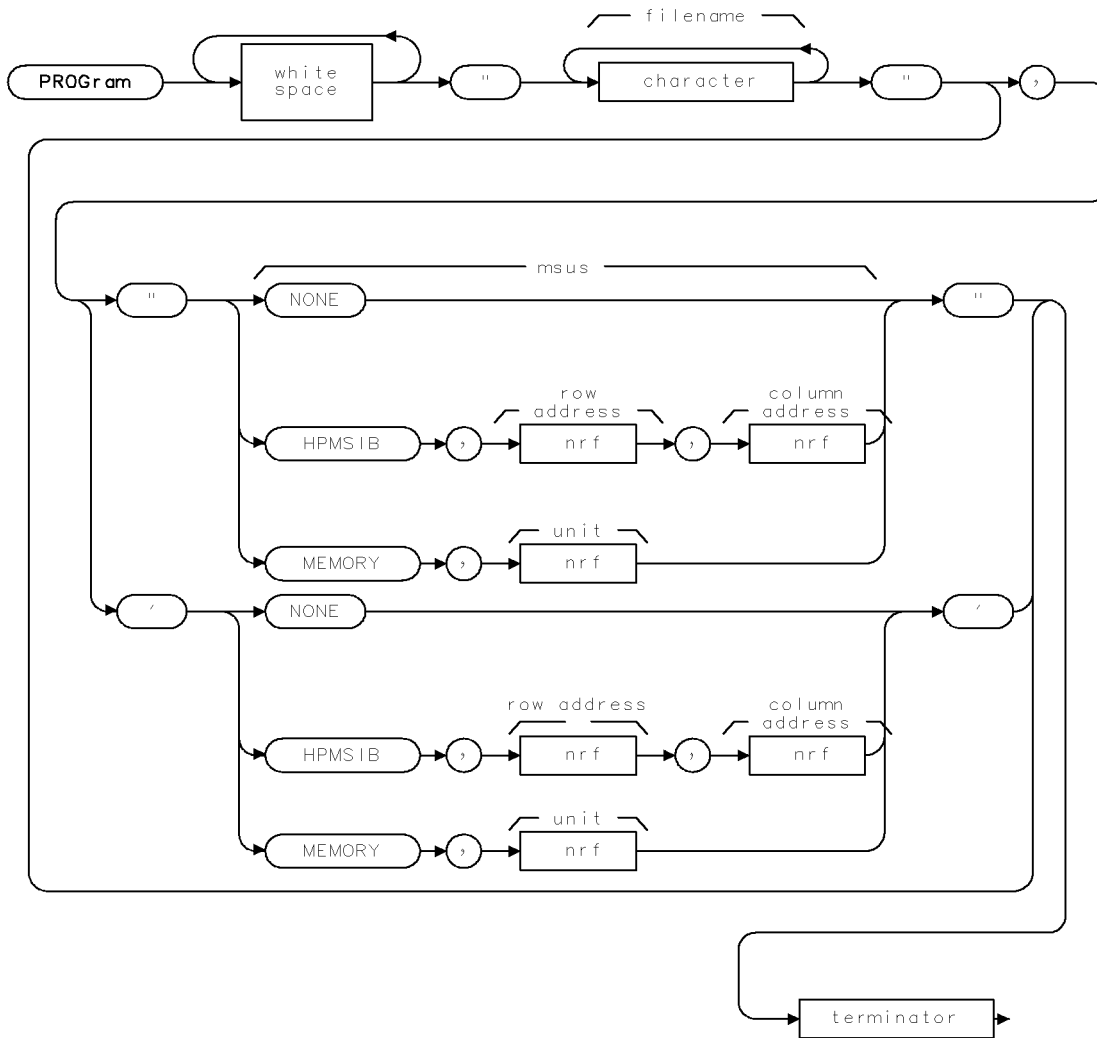 filename
PROGram
white
space
"
character
"
,
msus
"
NONE
"
row
address
column
address
HPMSIB
,
nrf
,
nrf
unit
MEMORY
,
nrf
′
NONE
′
row address
column
address
HPMSIB
,
nrf
,
nrf
unit
MEMORY
,
nrf
terminator